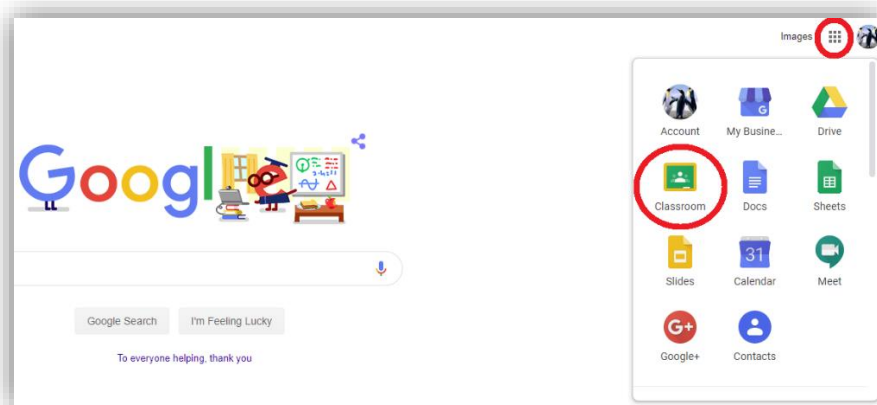 Images
Google
Account My Busine... Drive
Classroom Docs Sheets
31
Slides Calendar Meet
G+
Google+ Contacts
Google Search I'm Feeling Lucky
To everyone helping, thank you